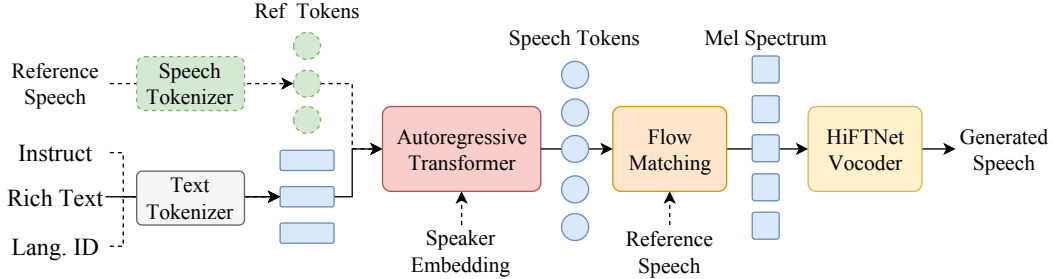 Ref Tokens
Speech Tokens
Mel Spectrum
Reference
Speech
Speech
Tokenizer
Autoregressive
Transformer
Flow
Matching
HiFTNet
Vocoder
Generated
Speech
Instruct
Rich Text
Lang. ID
Text
Tokenizer
Speaker
Embedding
Reference
Speech